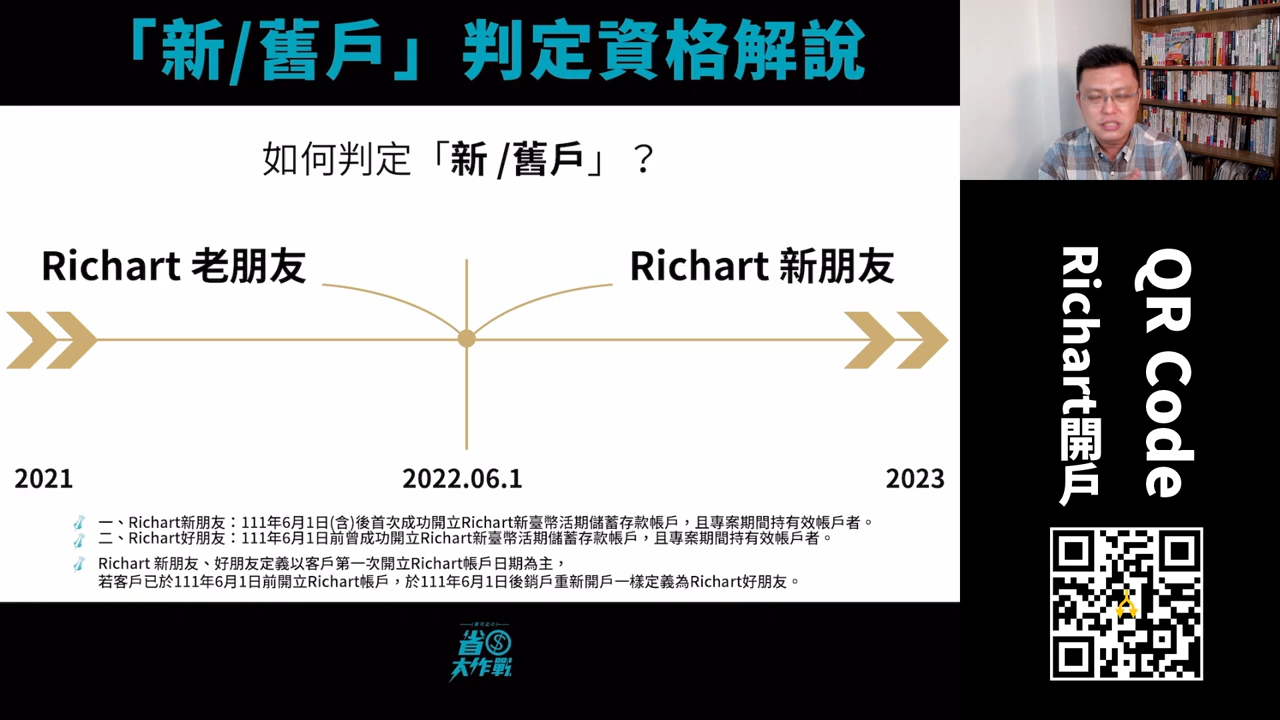 「新/舊戶」判定資格解說
如何判定「新 /舊戶」？
Richart 老朋友
Richart 新朋友
2021
2022.06.1
2023
一、Richart新朋友：111年6月1日(含)後首次成功開立Richart新臺幣活期儲蓄存款帳戶，且專案期間持有效帳戶者。
二、Richart好朋友：111年6月1日前曾成功開立Richart新臺幣活期儲蓄存款帳戶，且專案期間持有效帳戶者。
Richart 新朋友、好朋友定義以客戶第一次開立Richart帳戶日期為主，
若客戶已於111年6月1日前開立Richart帳戶，於111年6月1日後銷戶重新開戶一樣定義為Richart好朋友。
省
大作戰
QR Code
Richart開戶